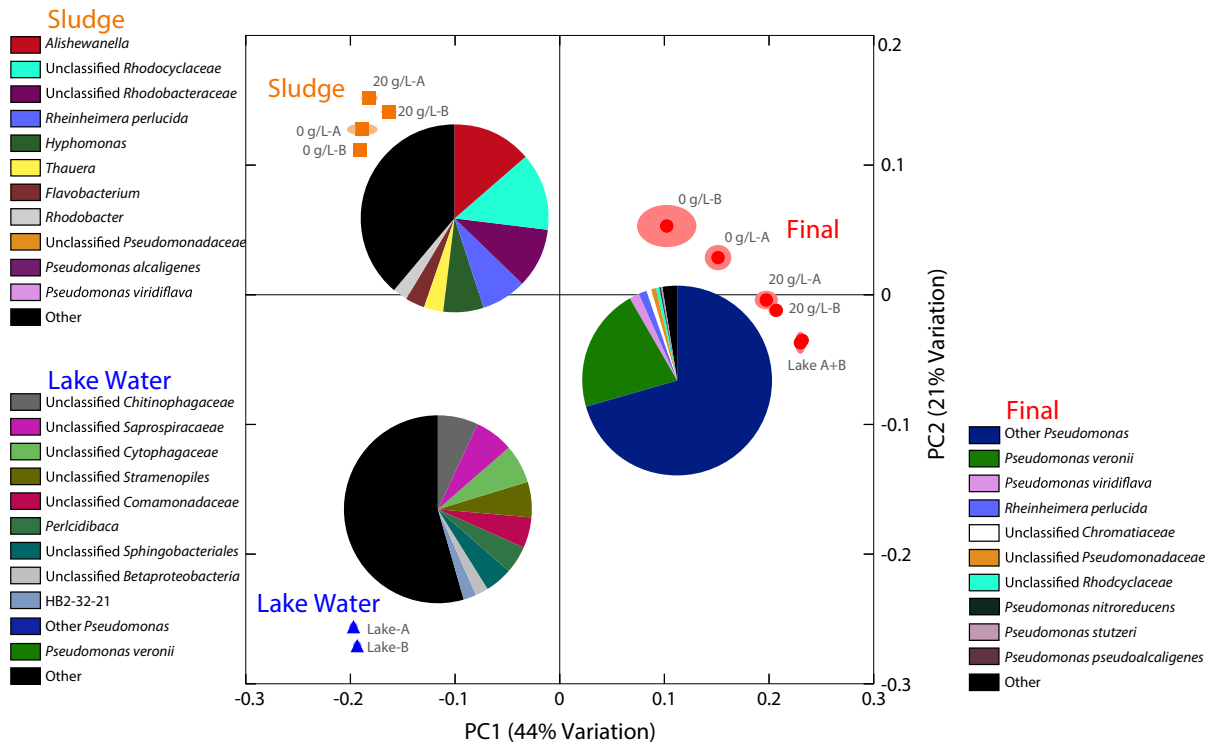 Sludge
Alishewanella
Unclassified Rhodocyclaceae
Unclassified Rhodobacteraceae
Rheinheimera perlucida
Hyphomonas
Thauera
Flavobacterium
Rhodobacter
Unclassified Pseudomonadaceae
Pseudomonas alcaligenes
Pseudomonas viridiflava
Other
Lake Water
Unclassified Chitinophagaceae
Unclassified Saprospiraceae
Unclassified Cytophagaceae
Unclassified Stramenopiles
Unclassified Comamonadaceae
Perlcidibaca
Unclassified Sphingobacteriales
Unclassified Betaproteobacteria
HB2-32-21
Other Pseudomonas
Pseudomonas veronii
Other
Sludge
20 g/L-A
20 g/L-B
0 g/L-A
0 g/L-B
0 g/L-B
0 g/L-A
Final
20 g/L-A
20 g/L-B
Lake A+B
Lake Water
Lake-A
Lake-B
0.2
0.1
0
-0.1
-0.2
-0.3
PC2 (21% Variation)
-0.3
-0.2
-0.1
0
0.1
0.2
0.3
PC1 (44% Variation)
Final
Other Pseudomonas
Pseudomonas veronii
Pseudomonas viridiflava
Rheinheimera perlucida
Unclassified Chromatiaceae
Unclassified Pseudomonadaceae
Unclassified Rhodcyclaceae
Pseudomonas nitroreducens
Pseudomonas stutzeri
Pseudomonas pseudoalcaligenes
Other